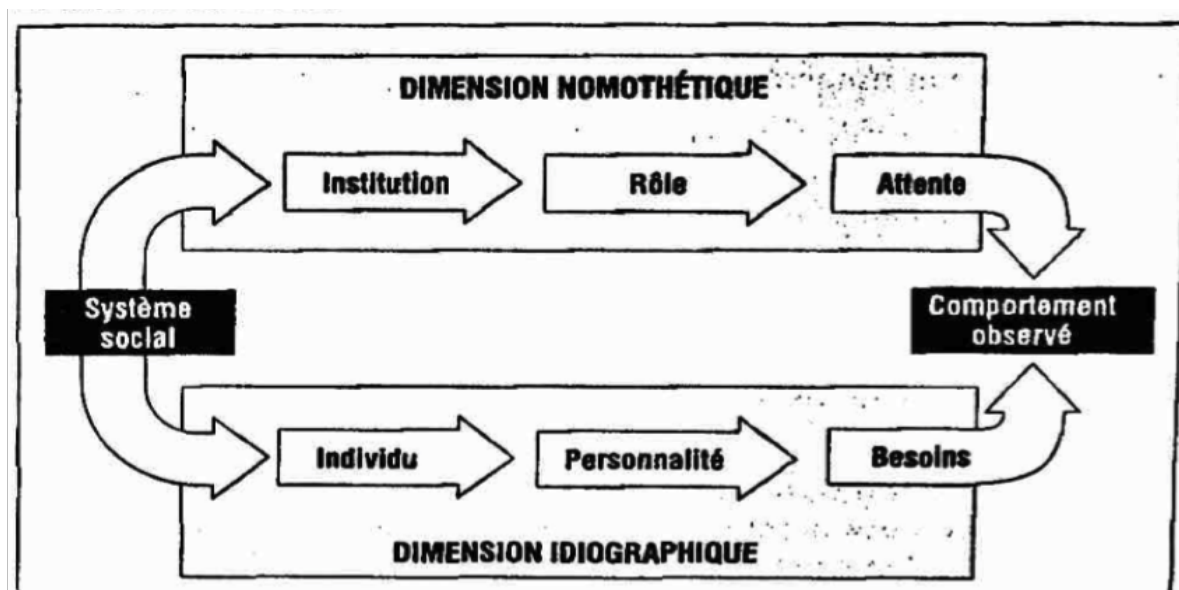 DIMENSION NOMOTHÉTIQUE
Institution
Rôle
Attente
Système
social
Comportement
observé
Individu
Personnalité
Besoins
DIMENSION IDIOGRAPHIQUE